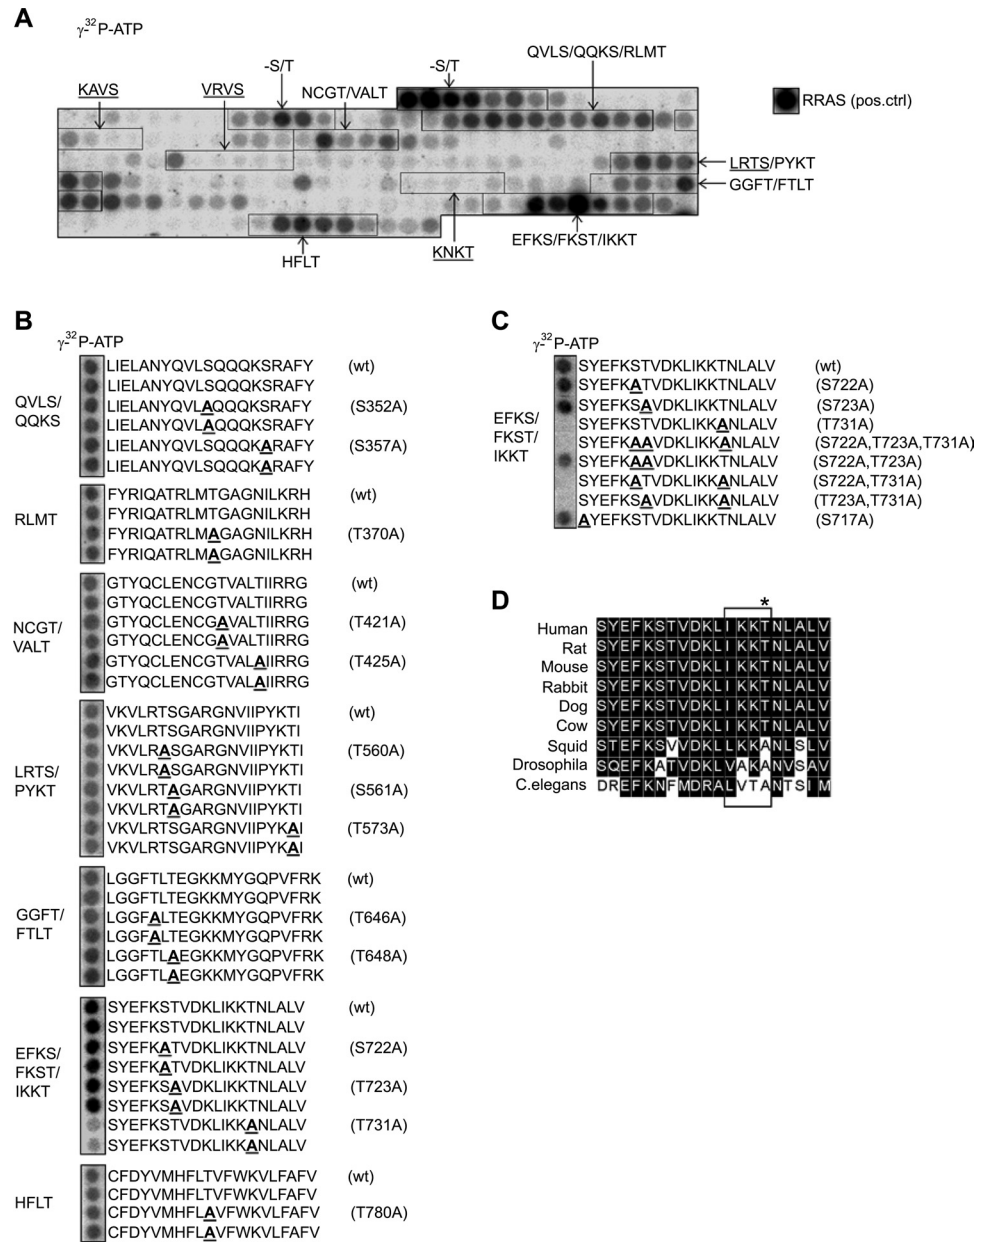 A
γ-³²P-ATP
QVLS/QQKS/RLMT
-S/T
-S/T
KAVS
VRVS
NCGT/VALT
RRAS (pos.ctrl)
LRTS/PYKT
GGFT/FTLT
EFKS/FKST/IKKT
KNKT
HFLT
B
γ-³²P-ATP
QVLS/
QQKS
LIELANYQVLSQQQKSRAFY (wt)
LIELANYQVLSQQQKSRAFY
LIELANYQVLAQQQKSRAFY (S352A)
LIELANYQVLAQQQKSRAFY
LIELANYQVLSQQQKARAFY (S357A)
LIELANYQVLSQQQKARAFY
RLMT
FYRIQATRLMTGAGNILKRH (wt)
FYRIQATRLMTGAGNILKRH
FYRIQATRLMAGAGNILKRH (T370A)
FYRIQATRLMAGAGNILKRH
NCGT/
VALT
GTYQCLENCGTVALTIIRRG (wt)
GTYQCLENCGTVALTIIRRG
GTYQCLENCGAVALTIIRRG (T421A)
GTYQCLENCGAVALTIIRRG
GTYQCLENCGTVALAIIRRG (T425A)
GTYQCLENCGTVALAIIRRG
LRTS/
PYKT
VKVLRTSGARGNVIIPYKTI (wt)
VKVLRTSGARGNVIIPYKTI
VKVLRASGARGNVIIPYKTI (T560A)
VKVLRASGARGNVIIPYKTI
VKVLRTAGARGNVIIPYKTI (S561A)
VKVLRTAGARGNVIIPYKTI
VKVLRTSGARGNVIIPYKAI (T573A)
VKVLRTSGARGNVIIPYKAI
GGFT/
FTLT
LGGFTLTEGKKMYGQPVFRK (wt)
LGGFTLTEGKKMYGQPVFRK
LGGFALTEGKKMYGQPVFRK (T646A)
LGGFALTEGKKMYGQPVFRK
LGGFTLAEGKKMYGQPVFRK (T648A)
LGGFTLAEGKKMYGQPVFRK
EFKS/
FKST/
IKKT
SYEFKSTVDKLIKKTNLALV (wt)
SYEFKSTVDKLIKKTNLALV
SYEFKATVDKLIKKTNLALV (S722A)
SYEFKATVDKLIKKTNLALV
SYEFKSAVDKLIKKTNLALV (T723A)
SYEFKSAVDKLIKKTNLALV
SYEFKSTVDKLIKKANLALV (T731A)
SYEFKSTVDKLIKKANLALV
HFLT
CFDYVMHFLTVFWKVLFAFV (wt)
CFDYVMHFLTVFWKVLFAFV
CFDYVMHFLAVFWKVLFAFV (T780A)
CFDYVMHFLAVFWKVLFAFV
C
γ-³²P-ATP
EFKS/
FKST/
IKKT
SYEFKSTVDKLIKKTNLALV (wt)
SYEFKATVDKLIKKTNLALV (S722A)
SYEFKSAVDKLIKKTNLALV (S723A)
SYEFKSTVDKLIKKANLALV (T731A)
SYEFKAAVDKLIKKANLALV (S722A,T723A,T731A)
SYEFKAAVDKLIKKTNLALV (S722A,T723A)
SYEFKATVDKLIKKANLALV (S722A,T731A)
SYEFKSAVDKLIKKANLALV (T723A,T731A)
AYEFKSTVDKLIKKTNLALV (S717A)
D
*
Human SYEFKSTVDKLIKKTNLALV
Rat SYEFKSTVDKLIKKTNLALV
Mouse SYEFKSTVDKLIKKTNLALV
Rabbit SYEFKSTVDKLIKKTNLALV
Dog SYEFKSTVDKLIKKTNLALV
Cow SYEFKSTVDKLIKKTNLALV
Squid STEFKSVVDKLLKKANLSLV
Drosophila SQEFKATVDKLVAKANVSAV
C.elegans DREFKNFMDRALVTANTSIM